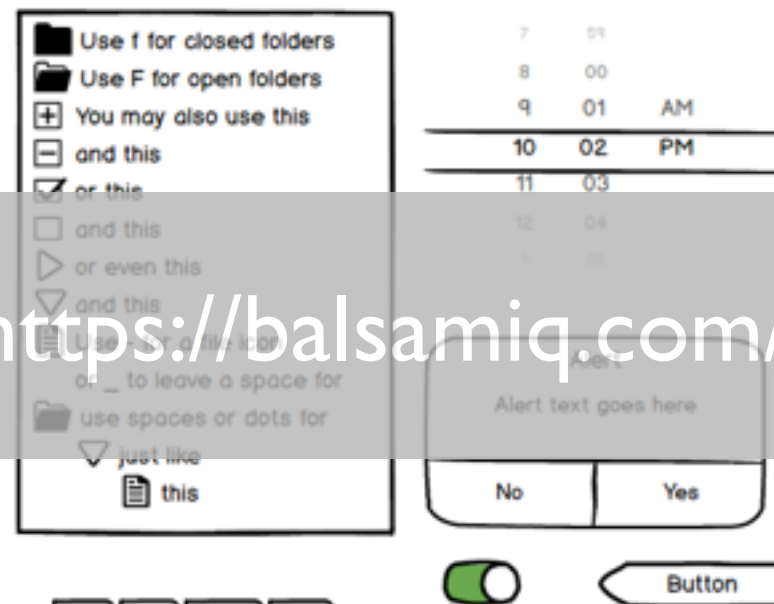 Use f for closed folders
Use F for open folders
You may also use this
and this
or this
and this
or even this
and this
Use - for a file icon
or _ to leave a space for
use spaces or dots for
just like
this
7 59
8 00
9 01 AM
10 02 PM
11 03
12 04
1
https://balsamiq.com/
Alert
Alert text goes here
No Yes
Button